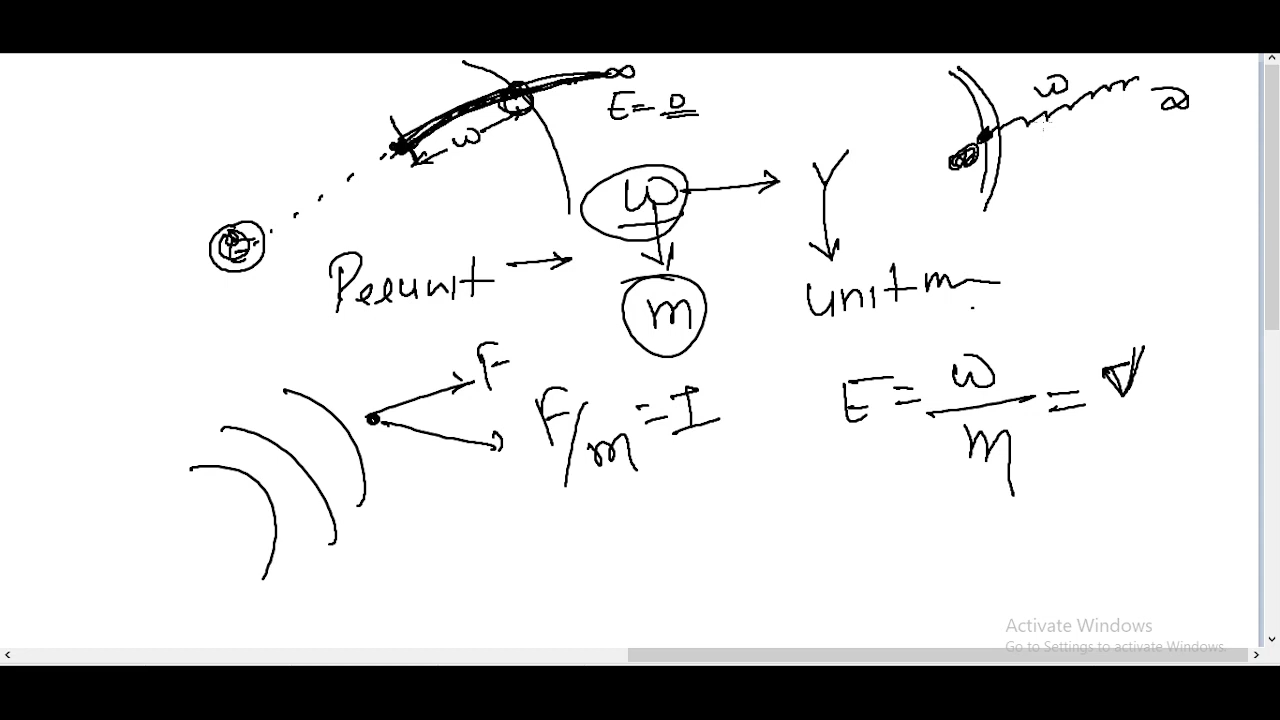 ∞
E = 0
w
w
∞
w
Y
Perunit
m
unit m
F
F/m = I
E = w/m = V
Activate Windows
Go to Settings to activate Windows.